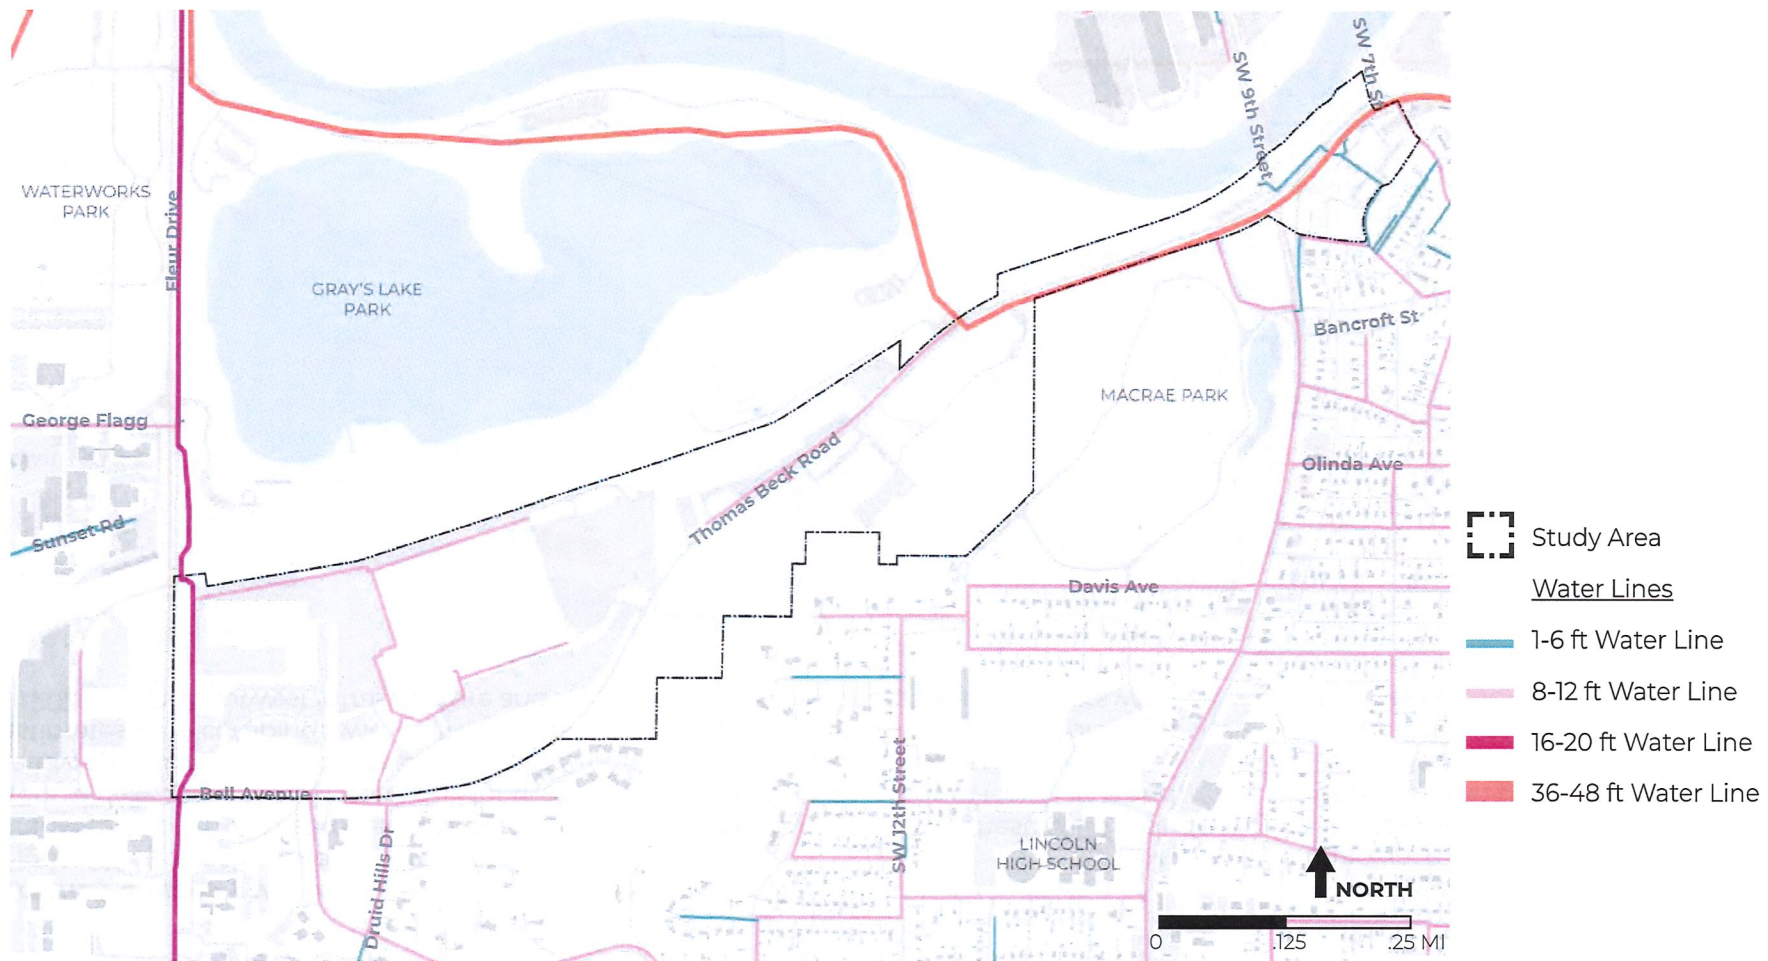 SW 7th St
SW 9th Street
WATERWORKS
PARK
Fleur Drive
GRAY'S LAKE
PARK
Bancroft St
MACRAE PARK
George Flagg
Thomas Beck Road
Olinda Ave
Sunset Rd
Study Area
Davis Ave
Water Lines
1-6 ft Water Line
8-12 ft Water Line
16-20 ft Water Line
Bell Avenue
SW 12th Street
36-48 ft Water Line
Druid Hills Dr
LINCOLN
HIGH SCHOOL
NORTH
0 .125 .25 MI